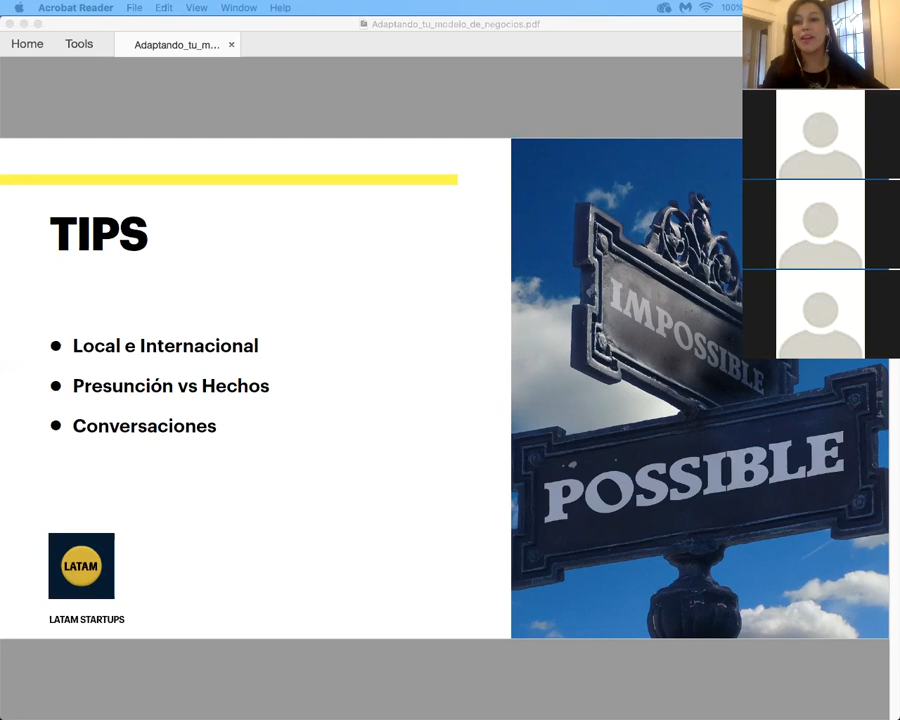 Acrobat Reader File Edit View Window Help 100%
Adaptando_tu_modelo_de_negocios.pdf
Home Tools Adaptando_tu_m... ×
TIPS
● Local e Internacional
● Presunción vs Hechos
● Conversaciones
LATAM
LATAM STARTUPS
IMPOSSIBLE
POSSIBLE